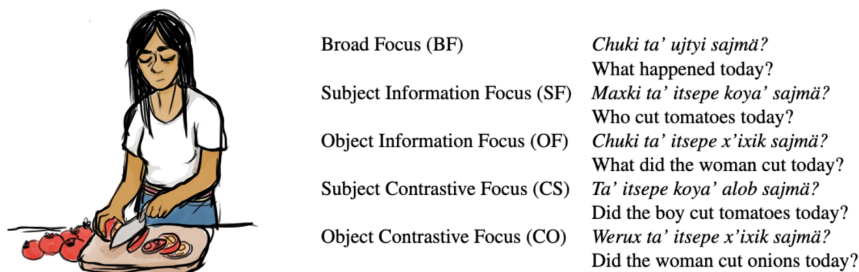 Broad Focus (BF) Chuki ta' ujtyi sajmä?
What happened today?
Subject Information Focus (SF) Maxki ta' itsepe koya' sajmä?
Who cut tomatoes today?
Object Information Focus (OF) Chuki ta' itsepe x'ixik sajmä?
What did the woman cut today?
Subject Contrastive Focus (CS) Ta' itsepe koya' alob sajmä?
Did the boy cut tomatoes today?
Object Contrastive Focus (CO) Werux ta' itsepe x'ixik sajmä?
Did the woman cut onions today?